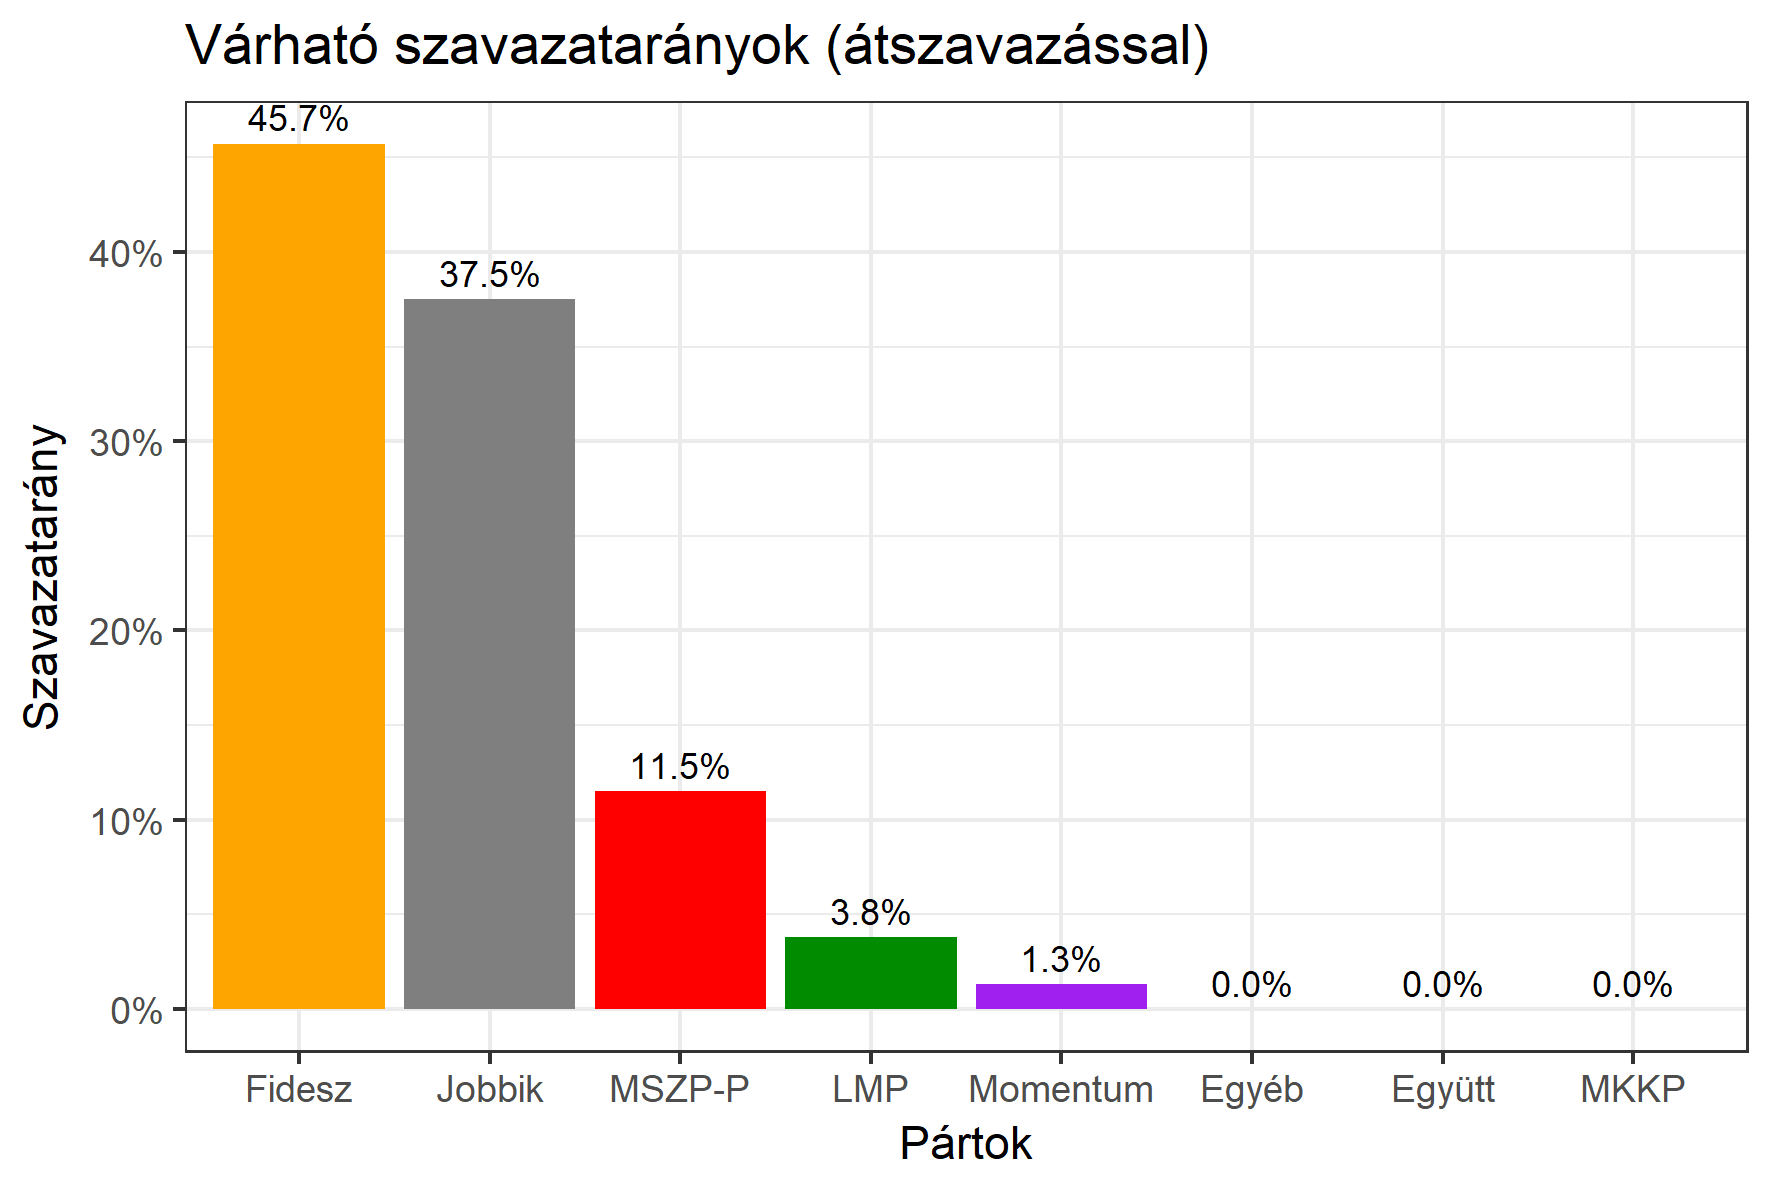 Várható szavazatarányok (átszavazással)
Szavazatarány
40%
30%
20%
10%
0%
45.7%
37.5%
11.5%
3.8%
1.3%
0.0%
0.0%
0.0%
Fidesz
Jobbik
MSZP-P
LMP
Momentum
Egyéb
Együtt
MKKP
Pártok